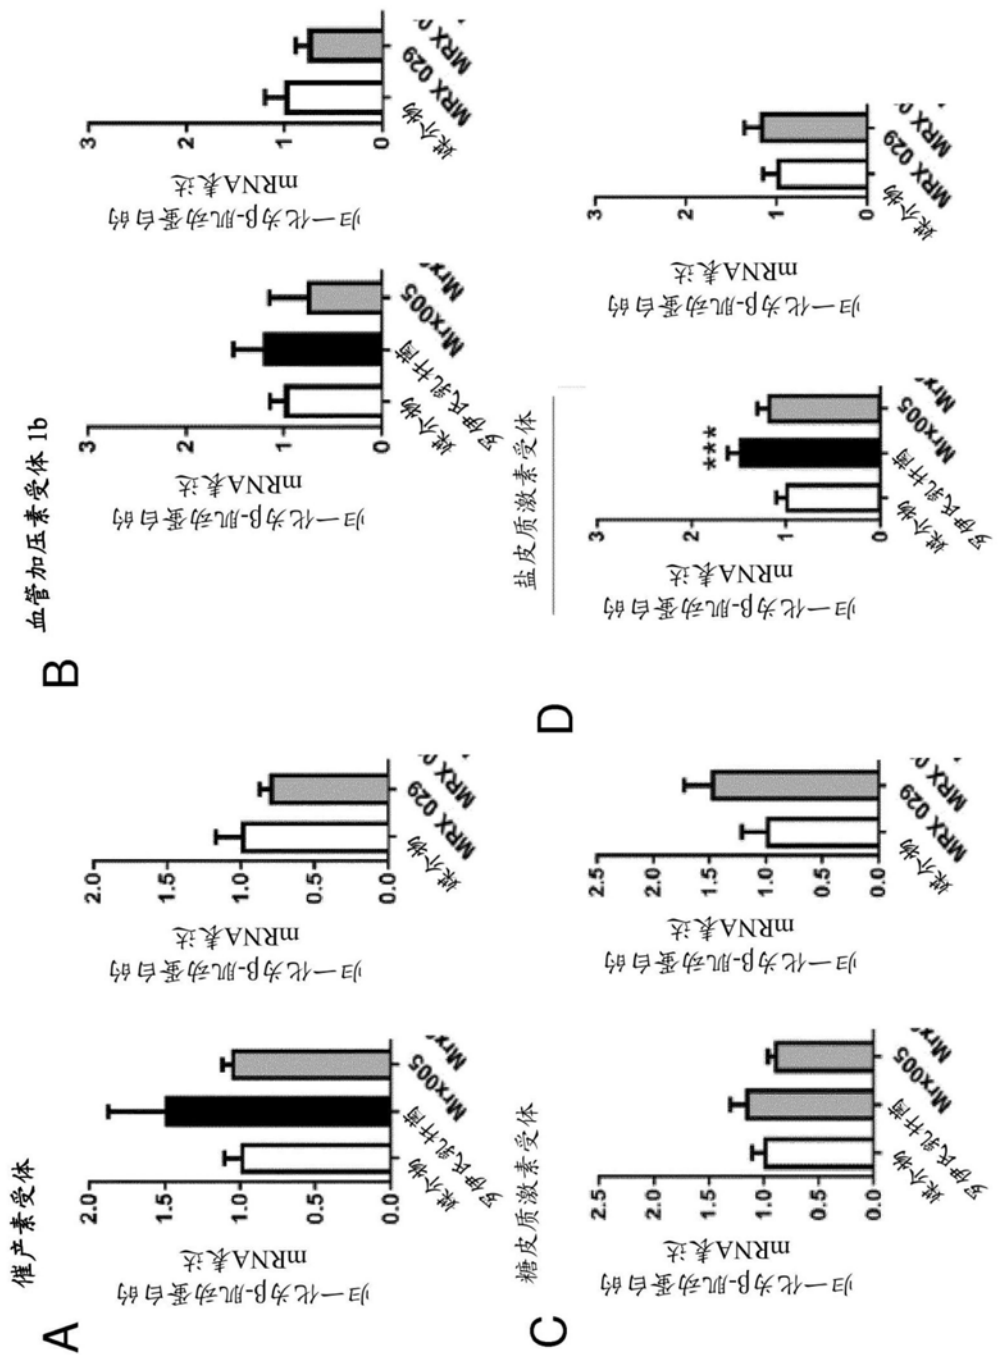 A
催产素受体
归一化为β-肌动蛋白的
mRNA表达
2.0
1.5
1.0
0.5
0.0
媒介物
罗伊氏乳杆菌
Mrx005
归一化为β-肌动蛋白的
mRNA表达
2.0
1.5
1.0
0.5
0.0
媒介物
MRX 029
B
血管加压素受体 1b
归一化为β-肌动蛋白的
mRNA表达
3
2
1
0
媒介物
罗伊氏乳杆菌
Mrx005
归一化为β-肌动蛋白的
mRNA表达
3
2
1
0
媒介物
MRX 029
C
糖皮质激素受体
归一化为β-肌动蛋白的
mRNA表达
2.5
2.0
1.5
1.0
0.5
0.0
媒介物
罗伊氏乳杆菌
Mrx005
归一化为β-肌动蛋白的
mRNA表达
2.5
2.0
1.5
1.0
0.5
0.0
媒介物
MRX 029
D
盐皮质激素受体
归一化为β-肌动蛋白的
mRNA表达
3
2
1
0
***
媒介物
罗伊氏乳杆菌
Mrx005
归一化为β-肌动蛋白的
mRNA表达
3
2
1
0
媒介物
MRX 029